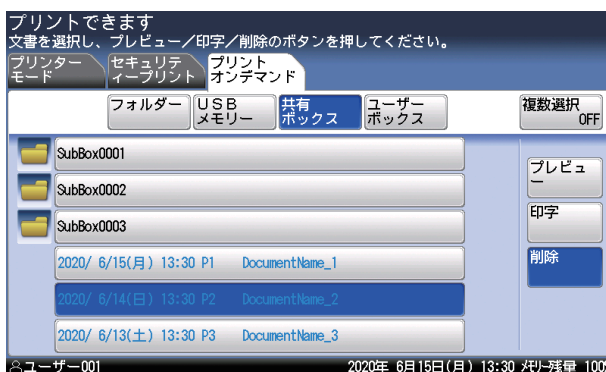 プリントできます
文書を選択し、プレビュー／印字／削除のボタンを押してください。
プリンター
モード
セキュリテ
ィープリント
プリント
オンデマンド
フォルダー
USB
メモリー
共有
ボックス
ユーザー
ボックス
複数選択
OFF
SubBox0001
SubBox0002
SubBox0003
2020/ 6/15(月) 13:30 P1 DocumentName_1
2020/ 6/14(日) 13:30 P2 DocumentName_2
2020/ 6/13(土) 13:30 P3 DocumentName_3
プレビュ
ー
印字
削除
ユーザー001
2020年 6月15日(月) 13:30 ﾒﾓﾘｰ残量 100%